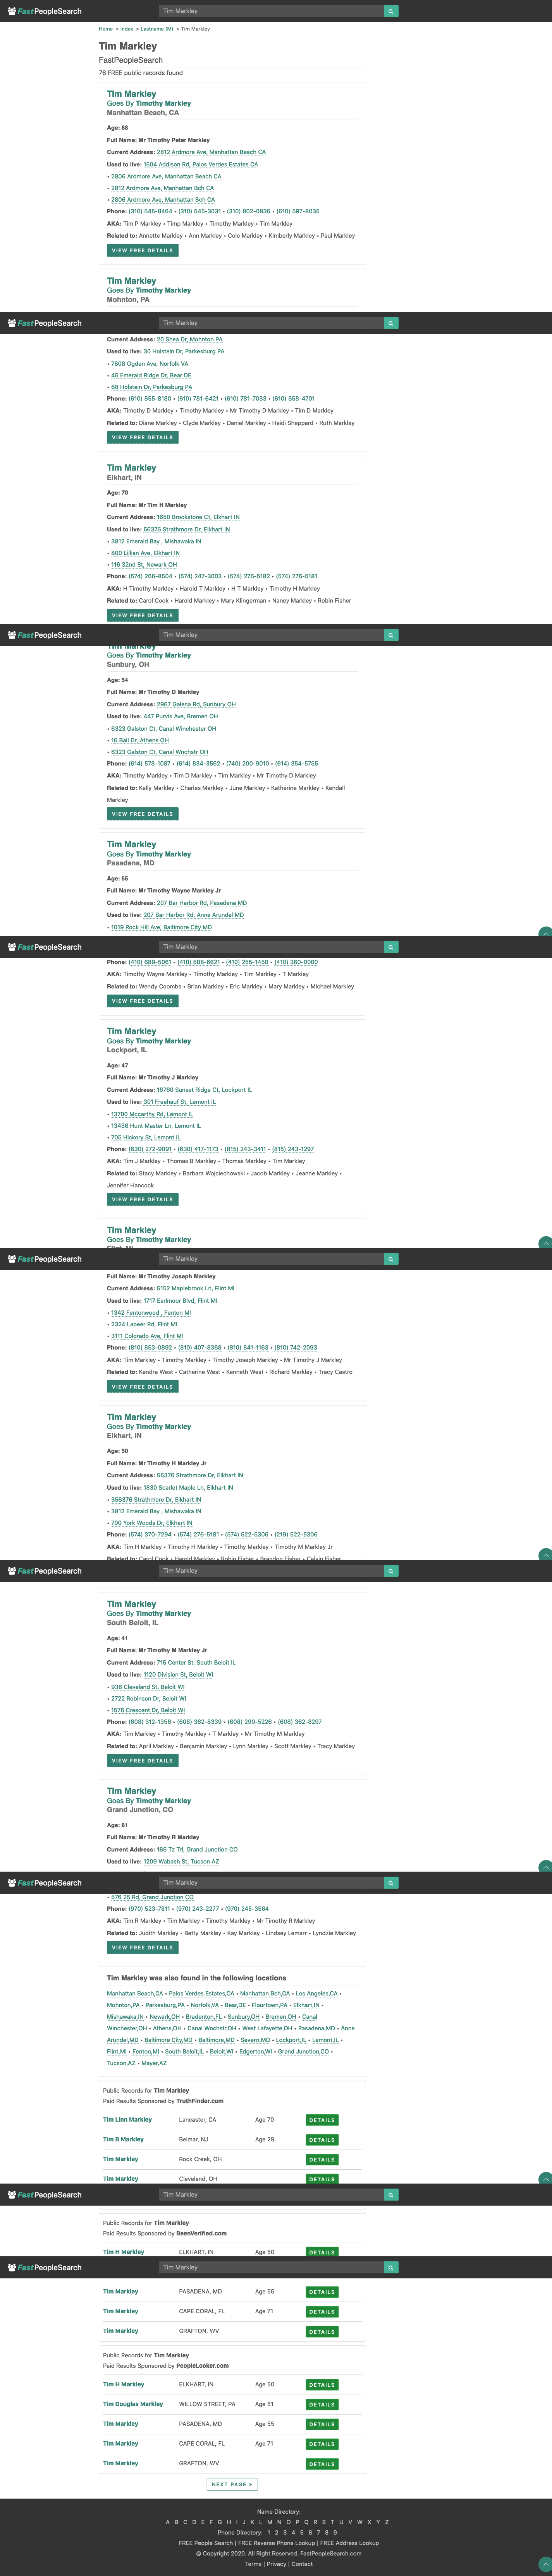 FastPeopleSearch
Tim Markley
Home » Index » Lastname (M) » Tim Markley
Tim Markley
FastPeopleSearch
76 FREE public records found
Tim Markley
Goes By Timothy Markley
Manhattan Beach, CA
Age: 68
Full Name: Mr Timothy Peter Markley
Current Address: 2812 Ardmore Ave, Manhattan Beach CA
Used to live: 1504 Addison Rd, Palos Verdes Estates CA
• 2806 Ardmore Ave, Manhattan Beach CA
• 2812 Ardmore Ave, Manhattan Bch CA
• 2806 Ardmore Ave, Manhattan Bch CA
Phone: (310) 545-8464 • (310) 545-3031 • (310) 802-0836 • (610) 597-8035
AKA: Tim P Markley • Timp Markley • Timothy Markley • Tim Markley
Related to: Annette Markley • Ann Markley • Cole Markley • Kimberly Markley • Paul Markley
VIEW FREE DETAILS
Tim Markley
Goes By Timothy Markley
Mohnton, PA
FastPeopleSearch
Tim Markley
Current Address: 20 Shea Dr, Mohnton PA
Used to live: 30 Holstein Dr, Parkesburg PA
• 7808 Ogden Ave, Norfolk VA
• 45 Emerald Ridge Dr, Bear DE
• 68 Holstein Dr, Parkesburg PA
Phone: (610) 855-8180 • (610) 781-6421 • (610) 781-7033 • (610) 858-4701
AKA: Timothy D Markley • Timothy Markley • Mr Timothy D Markley • Tim D Markley
Related to: Diane Markley • Clyde Markley • Daniel Markley • Heidi Sheppard • Ruth Markley
VIEW FREE DETAILS
Tim Markley
Elkhart, IN
Age: 70
Full Name: Mr Tim H Markley
Current Address: 1650 Brookstone Ct, Elkhart IN
Used to live: 56376 Strathmore Dr, Elkhart IN
• 3812 Emerald Bay , Mishawaka IN
• 800 Lillian Ave, Elkhart IN
• 116 32nd St, Newark OH
Phone: (574) 266-8504 • (574) 247-3003 • (574) 276-5182 • (574) 276-5181
AKA: H Timothy Markley • Harold T Markley • H T Markley • Timothy H Markley
Related to: Carol Cook • Harold Markley • Mary Klingerman • Nancy Markley • Robin Fisher
VIEW FREE DETAILS
FastPeopleSearch
Tim Markley
Tim Markley
Goes By Timothy Markley
Sunbury, OH
Age: 54
Full Name: Mr Timothy D Markley
Current Address: 2967 Galena Rd, Sunbury OH
Used to live: 447 Purvis Ave, Bremen OH
• 6323 Galston Ct, Canal Winchester OH
• 16 Ball Dr, Athens OH
• 6323 Galston Ct, Canal Wnchstr OH
Phone: (614) 578-1087 • (614) 834-3562 • (740) 200-9010 • (614) 354-5755
AKA: Timothy Markley • Tim D Markley • Tim Markley • Mr Timothy D Markley
Related to: Kelly Markley • Charles Markley • June Markley • Katherine Markley • Kendall
Markley
VIEW FREE DETAILS
Tim Markley
Goes By Timothy Markley
Pasadena, MD
Age: 55
Full Name: Mr Timothy Wayne Markley Jr
Current Address: 207 Bar Harbor Rd, Pasadena MD
Used to live: 207 Bar Harbor Rd, Anne Arundel MD
• 1019 Rock Hill Ave, Baltimore City MD
FastPeopleSearch
Tim Markley
Phone: (410) 689-5061 • (410) 588-6621 • (410) 255-1450 • (410) 360-0000
AKA: Timothy Wayne Markley • Timothy Markley • Tim Markley • T Markley
Related to: Wendy Coombs • Brian Markley • Eric Markley • Mary Markley • Michael Markley
VIEW FREE DETAILS
Tim Markley
Goes By Timothy Markley
Lockport, IL
Age: 47
Full Name: Mr Timothy J Markley
Current Address: 16760 Sunset Ridge Ct, Lockport IL
Used to live: 301 Freehauf St, Lemont IL
• 13700 Mccarthy Rd, Lemont IL
• 13436 Hunt Master Ln, Lemont IL
• 705 Hickory St, Lemont IL
Phone: (630) 272-9091 • (630) 417-1173 • (815) 243-3411 • (815) 243-1297
AKA: Tim J Markley • Thomas B Markley • Thomas Markley • Tim Markley
Related to: Stacy Markley • Barbara Wojciechowski • Jacob Markley • Jeanne Markley •
Jennifer Hancock
VIEW FREE DETAILS
Tim Markley
Goes By Timothy Markley
Flint, MI
FastPeopleSearch
Tim Markley
Full Name: Mr Timothy Joseph Markley
Current Address: 5152 Maplebrook Ln, Flint MI
Used to live: 1717 Earlmoor Blvd, Flint MI
• 1342 Fentonwood , Fenton MI
• 2324 Lapeer Rd, Flint MI
• 3111 Colorado Ave, Flint MI
Phone: (810) 853-0892 • (810) 407-8368 • (810) 841-1163 • (810) 742-2093
AKA: Tim Markley • Timothy Markley • Timothy Joseph Markley • Mr Timothy J Markley
Related to: Kendra West • Catherine West • Kenneth West • Richard Markley • Tracy Castro
VIEW FREE DETAILS
Tim Markley
Goes By Timothy Markley
Elkhart, IN
Age: 50
Full Name: Mr Timothy H Markley Jr
Current Address: 56376 Strathmore Dr, Elkhart IN
Used to live: 1830 Scarlet Maple Ln, Elkhart IN
• 356376 Strathmore Dr, Elkhart IN
• 3812 Emerald Bay , Mishawaka IN
• 700 York Woods Dr, Elkhart IN
Phone: (574) 370-7294 • (574) 276-5181 • (574) 522-5306 • (219) 522-5306
AKA: Tim H Markley • Timothy H Markley • Timothy Markley • Timothy M Markley Jr
Related to: Carol Cook • Harold Markley • Robin Fisher • Brandon Fisher • Calvin Fisher
FastPeopleSearch
Tim Markley
Tim Markley
Goes By Timothy Markley
South Beloit, IL
Age: 41
Full Name: Mr Timothy M Markley Jr
Current Address: 715 Center St, South Beloit IL
Used to live: 1120 Division St, Beloit WI
• 936 Cleveland St, Beloit WI
• 2722 Robinson Dr, Beloit WI
• 1576 Crescent Dr, Beloit WI
Phone: (608) 312-1356 • (608) 362-8339 • (608) 290-5226 • (608) 362-8297
AKA: Tim Markley • Timothy Markley • T Markley • Mr Timothy M Markley
Related to: April Markley • Benjamin Markley • Lynn Markley • Scott Markley • Tracy Markley
VIEW FREE DETAILS
Tim Markley
Goes By Timothy Markley
Grand Junction, CO
Age: 61
Full Name: Mr Timothy R Markley
Current Address: 166 Tz Trl, Grand Junction CO
Used to live: 1209 Wabash St, Tucson AZ
FastPeopleSearch
Tim Markley
• 576 25 Rd, Grand Junction CO
Phone: (970) 523-7811 • (970) 243-2277 • (970) 245-3564
AKA: Tim R Markley • Tim Markley • Timothy Markley • Mr Timothy R Markley
Related to: Judith Markley • Betty Markley • Kay Markley • Lindsey Lemarr • Lyndzie Markley
VIEW FREE DETAILS
Tim Markley was also found in the following locations
Manhattan Beach,CA • Palos Verdes Estates,CA • Manhattan Bch,CA • Los Angeles,CA •
Mohnton,PA • Parkesburg,PA • Norfolk,VA • Bear,DE • Flourtown,PA • Elkhart,IN •
Mishawaka,IN • Newark,OH • Bradenton,FL • Sunbury,OH • Bremen,OH • Canal
Winchester,OH • Athens,OH • Canal Wnchstr,OH • West Lafayette,OH • Pasadena,MD • Anne
Arundel,MD • Baltimore City,MD • Baltimore,MD • Severn,MD • Lockport,IL • Lemont,IL •
Flint,MI • Fenton,MI • South Beloit,IL • Beloit,WI • Edgerton,WI • Grand Junction,CO •
Tucson,AZ • Mayer,AZ
Public Records for Tim Markley
Paid Results Sponsored by TruthFinder.com
Tim Linn Markley Lancaster, CA Age 70 DETAILS
Tim B Markley Belmar, NJ Age 29 DETAILS
Tim Markley Rock Creek, OH DETAILS
Tim Markley Cleveland, OH DETAILS
FastPeopleSearch
Tim Markley
Public Records for Tim Markley
Paid Results Sponsored by BeenVerified.com
Tim H Markley ELKHART, IN Age 50 DETAILS
FastPeopleSearch
Tim Markley
Tim Markley PASADENA, MD Age 55 DETAILS
Tim Markley CAPE CORAL, FL Age 71 DETAILS
Tim Markley GRAFTON, WV DETAILS
Public Records for Tim Markley
Paid Results Sponsored by PeopleLooker.com
Tim H Markley ELKHART, IN Age 50 DETAILS
Tim Douglas Markley WILLOW STREET, PA Age 51 DETAILS
Tim Markley PASADENA, MD Age 55 DETAILS
Tim Markley CAPE CORAL, FL Age 71 DETAILS
Tim Markley GRAFTON, WV DETAILS
NEXT PAGE »
Name Directory:
A B C D E F G H I J K L M N O P Q R S T U V W X Y Z
Phone Directory: 1 2 3 4 5 6 7 8 9
FREE People Search | FREE Reverse Phone Lookup | FREE Address Lookup
© Copyright 2020. All Right Reserved. FastPeopleSearch.com
Terms | Privacy | Contact